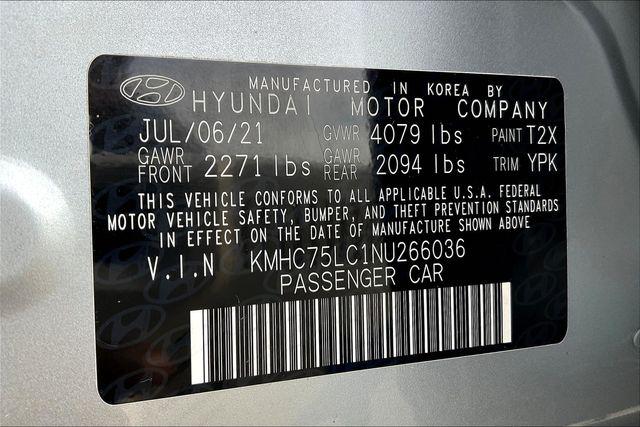 MANUFACTURED IN KOREA BY
HYUNDAI MOTOR COMPANY
JUL/06/21 GVWR 4079 lbs PAINT T2X
GAWR FRONT 2271 lbs GAWR REAR 2094 lbs TRIM YPK
THIS VEHICLE CONFORMS TO ALL APPLICABLE U.S.A. FEDERAL
MOTOR VEHICLE SAFETY, BUMPER, AND THEFT PREVENTION STANDARDS
IN EFFECT ON THE DATE OF MANUFACTURE SHOWN ABOVE
V.I.N KMHC75LC1NU266036
PASSENGER CAR